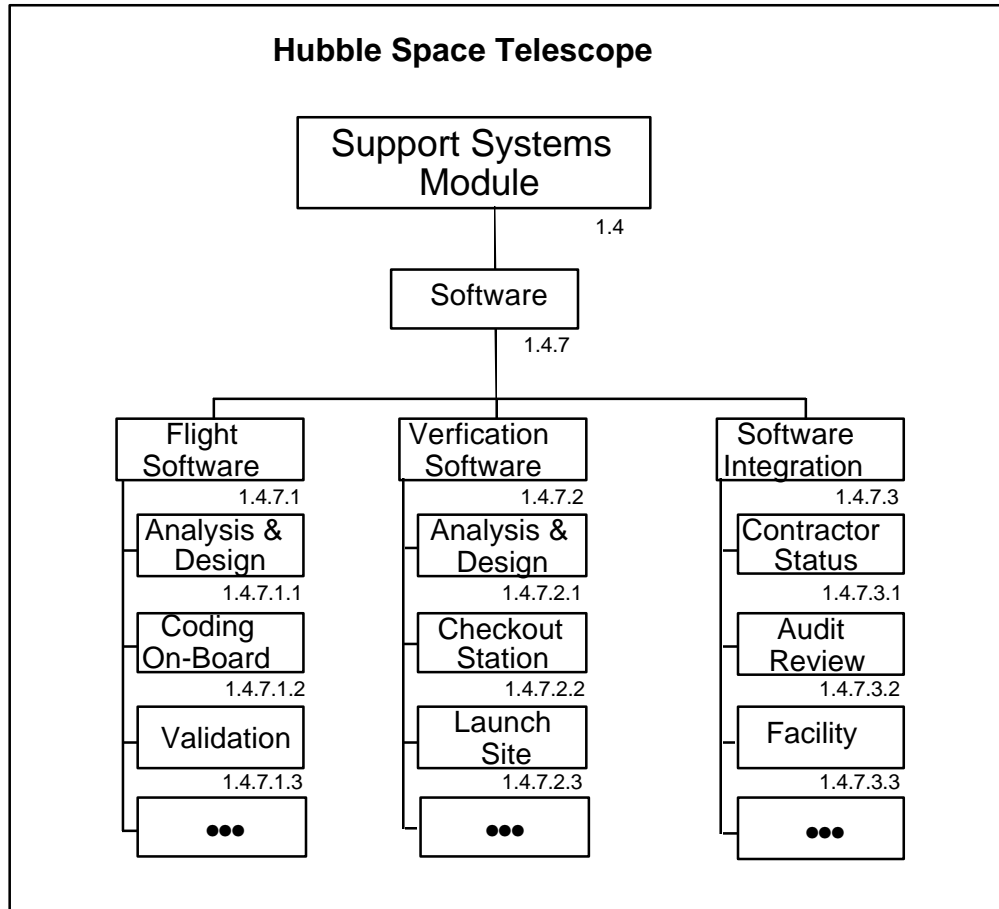 Hubble Space Telescope
Support Systems
Module
1.4
Software
1.4.7
Flight
Software
1.4.7.1
Analysis &
Design
1.4.7.1.1
Coding
On-Board
1.4.7.1.2
Validation
1.4.7.1.3
•••
Verfication
Software
1.4.7.2
Analysis &
Design
1.4.7.2.1
Checkout
Station
1.4.7.2.2
Launch
Site
1.4.7.2.3
•••
Software
Integration
1.4.7.3
Contractor
Status
1.4.7.3.1
Audit
Review
1.4.7.3.2
Facility
1.4.7.3.3
•••